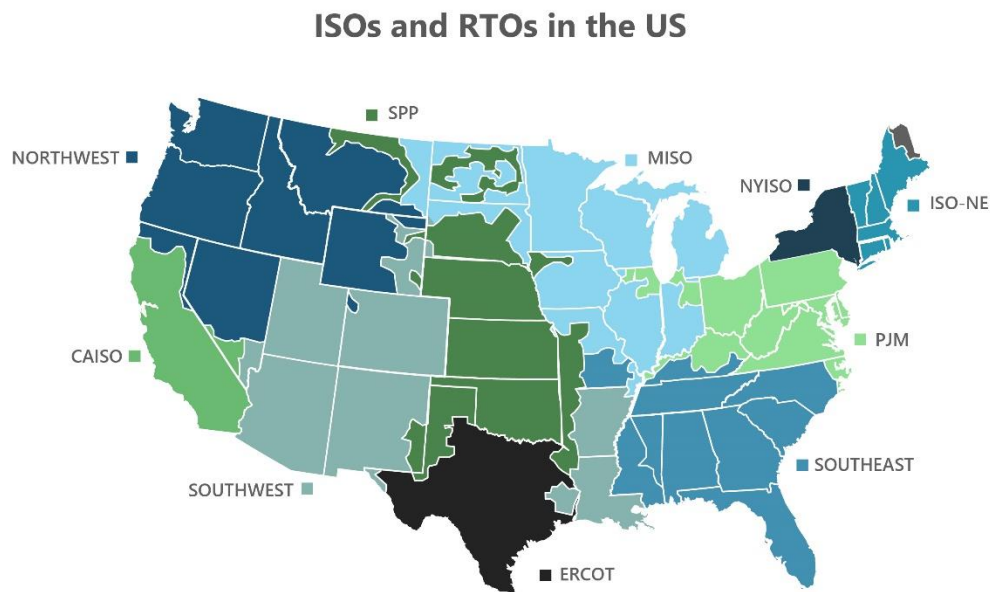 ISOs and RTOs in the US
SPP
NORTHWEST
MISO
NYISO
ISO-NE
CAISO
PJM
SOUTHEAST
SOUTHWEST
ERCOT